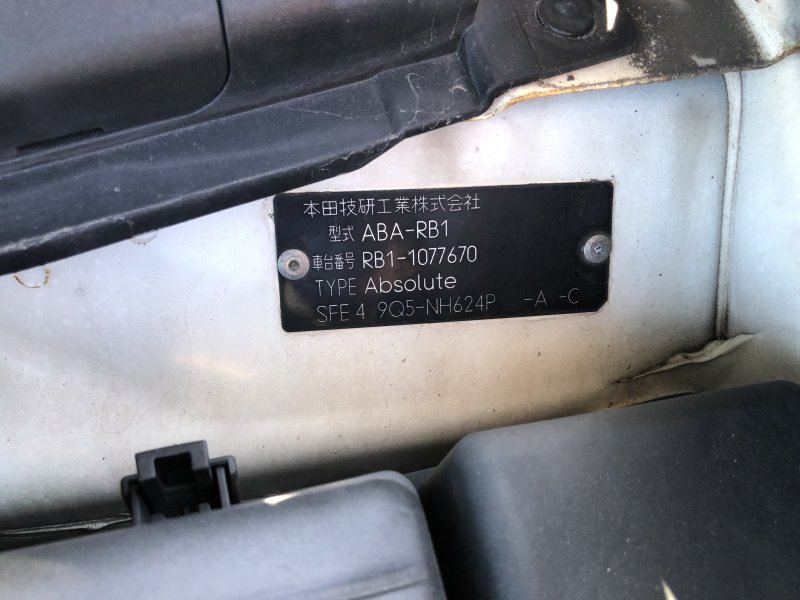 本田技研工業株式会社
型式 ABA-RB1
車台番号 RB1-1077670
TYPE Absolute
SFE 4 9Q5-NH624P -A -C